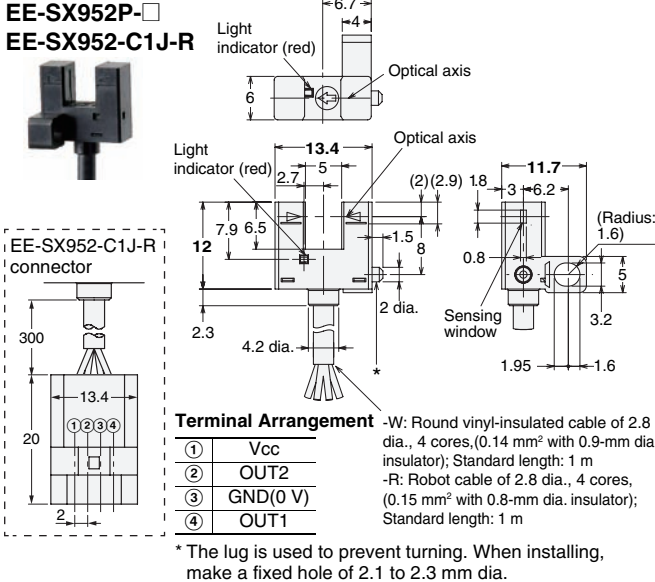 EE-SX952P-□
EE-SX952-C1J-R
6.7
4
Light
indicator (red)
Optical axis
6
Light
indicator (red)
13.4
5
2.7
Optical axis
(2)(2.9)
1.8
11.7
3
6.2
(Radius:
1.6)
12
7.9
6.5
1.5
8
0.8
5
3.2
Sensing
window
2 dia.
2.3
4.2 dia.
*
1.95
1.6
EE-SX952-C1J-R
connector
300
13.4
① ② ③ ④
20
2
Terminal Arrangement
① Vcc
② OUT2
③ GND(0 V)
④ OUT1
-W: Round vinyl-insulated cable of 2.8
dia., 4 cores,(0.14 mm² with 0.9-mm dia
insulator); Standard length: 1 m
-R: Robot cable of 2.8 dia., 4 cores,
(0.15 mm² with 0.8-mm dia. insulator);
Standard length: 1 m
* The lug is used to prevent turning. When installing,
make a fixed hole of 2.1 to 2.3 mm dia.